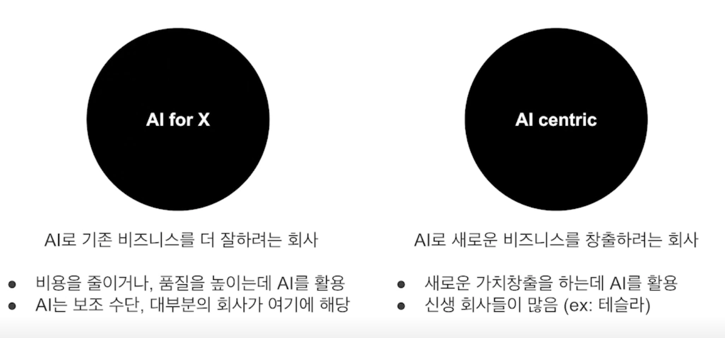 AI for X
AI로 기존 비즈니스를 더 잘하려는 회사
● 비용을 줄이거나, 품질을 높이는데 AI를 활용
● AI는 보조 수단, 대부분의 회사가 여기에 해당
AI centric
AI로 새로운 비즈니스를 창출하려는 회사
● 새로운 가치창출을 하는데 AI를 활용
● 신생 회사들이 많음 (ex: 테슬라)